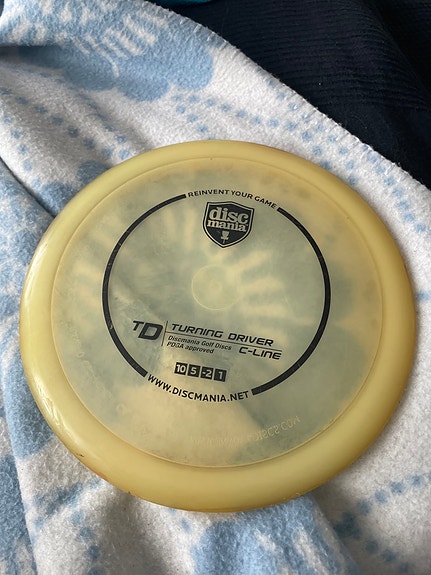 REINVENT YOUR GAME
disc
mania
TD TURNING DRIVER
Discmania Golf Discs C-LINE
PDGA approved
10 5 -2 1
WWW.DISCMANIA.NET